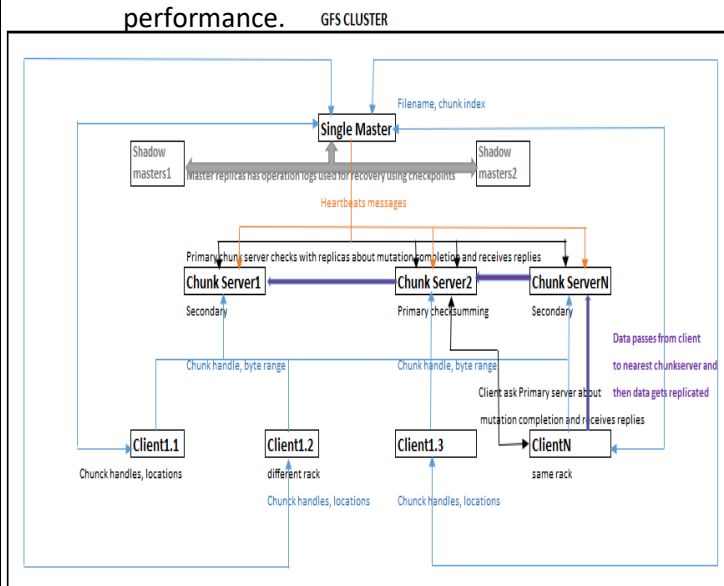 performance.
GFS CLUSTER
Filename, chunk index
Single Master
Shadow
masters1
Shadow
masters2
Master replicas has operation logs used for recovery using checkpoints
Heartbeats messages
Primary chunk server checks with replicas about mutation completion and receives replies
Chunk Server1
Chunk Server2
Chunk ServerN
Secondary
Primary checksumming
Secondary
Data passes from client
to nearest chunkserver and
then data gets replicated
Chunk handle, byte range
Chunk handle, byte range
Client ask Primary server about
mutation completion and receives replies
Client1.1
Client1.2
Client1.3
ClientN
Chunck handles, locations
different rack
same rack
Chunck handles, locations
Chunck handles, locations